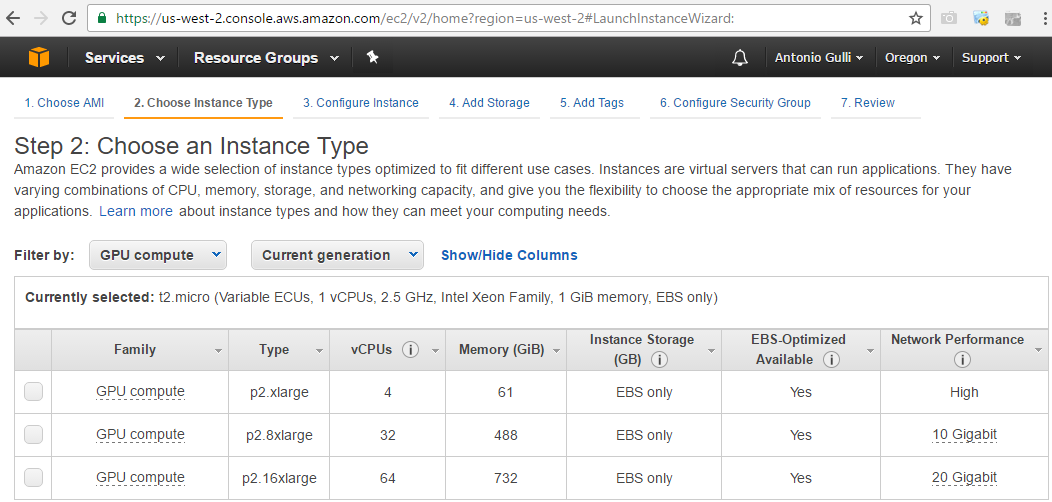 https://us-west-2.console.aws.amazon.com/ec2/v2/home?region=us-west-2#LaunchInstanceWizard:
Services Resource Groups Antonio Gulli Oregon Support
1. Choose AMI 2. Choose Instance Type 3. Configure Instance 4. Add Storage 5. Add Tags 6. Configure Security Group 7. Review
Step 2: Choose an Instance Type
Amazon EC2 provides a wide selection of instance types optimized to fit different use cases. Instances are virtual servers that can run applications. They have
varying combinations of CPU, memory, storage, and networking capacity, and give you the flexibility to choose the appropriate mix of resources for your
applications. Learn more about instance types and how they can meet your computing needs.
Filter by: GPU compute Current generation Show/Hide Columns
Currently selected: t2.micro (Variable ECUs, 1 vCPUs, 2.5 GHz, Intel Xeon Family, 1 GiB memory, EBS only)
Family Type vCPUs Memory (GiB) Instance Storage (GB) EBS-Optimized Available Network Performance
GPU compute p2.xlarge 4 61 EBS only Yes High
GPU compute p2.8xlarge 32 488 EBS only Yes 10 Gigabit
GPU compute p2.16xlarge 64 732 EBS only Yes 20 Gigabit